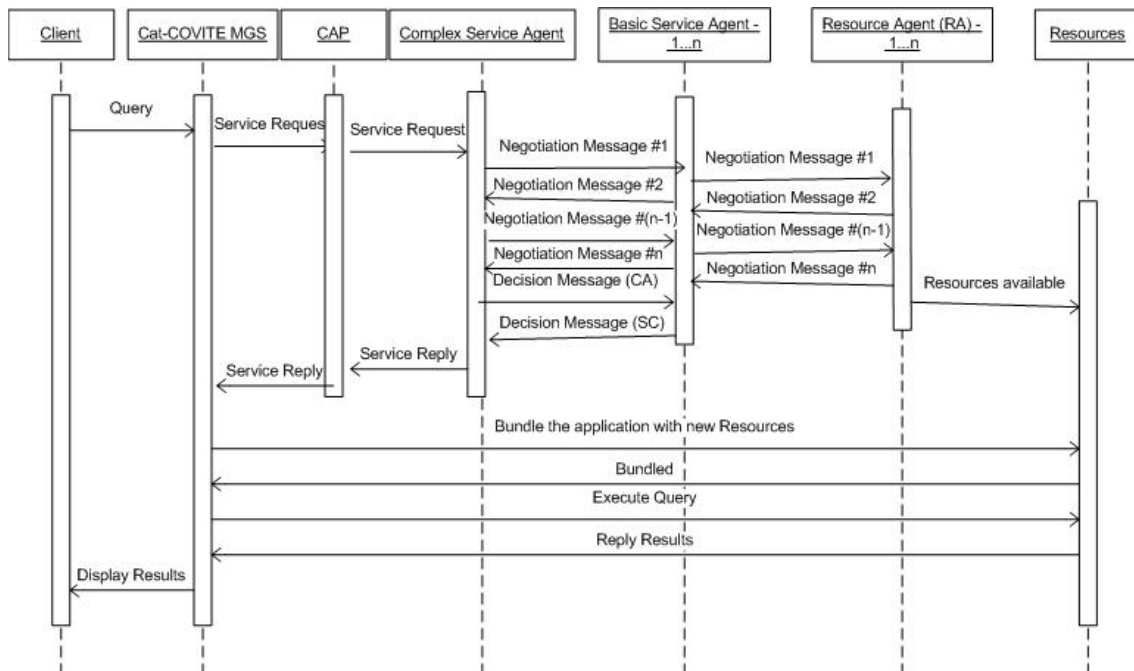 Client
Cat-COVITE MGS
CAP
Complex Service Agent
Basic Service Agent -
1...n
Resource Agent (RA) -
1...n
Resources
Query
Service Reques
Service Request
Negotiation Message #1
Negotiation Message #1
Negotiation Message #2
Negotiation Message #2
Negotiation Message #(n-1)
Negotiation Message #(n-1)
Negotiation Message #n
Negotiation Message #n
Decision Message (CA)
Resources available
Decision Message (SC)
Service Reply
Service Reply
Bundle the application with new Resources
Bundled
Execute Query
Reply Results
Display Results